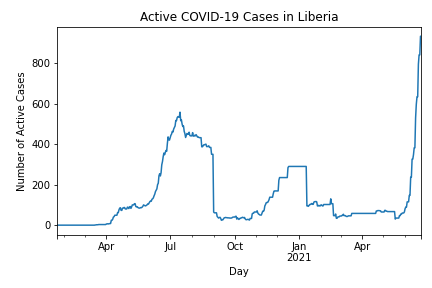 Active COVID-19 Cases in Liberia
Number of Active Cases
800
600
400
200
0
Apr Jul Oct Jan Apr
2021
Day